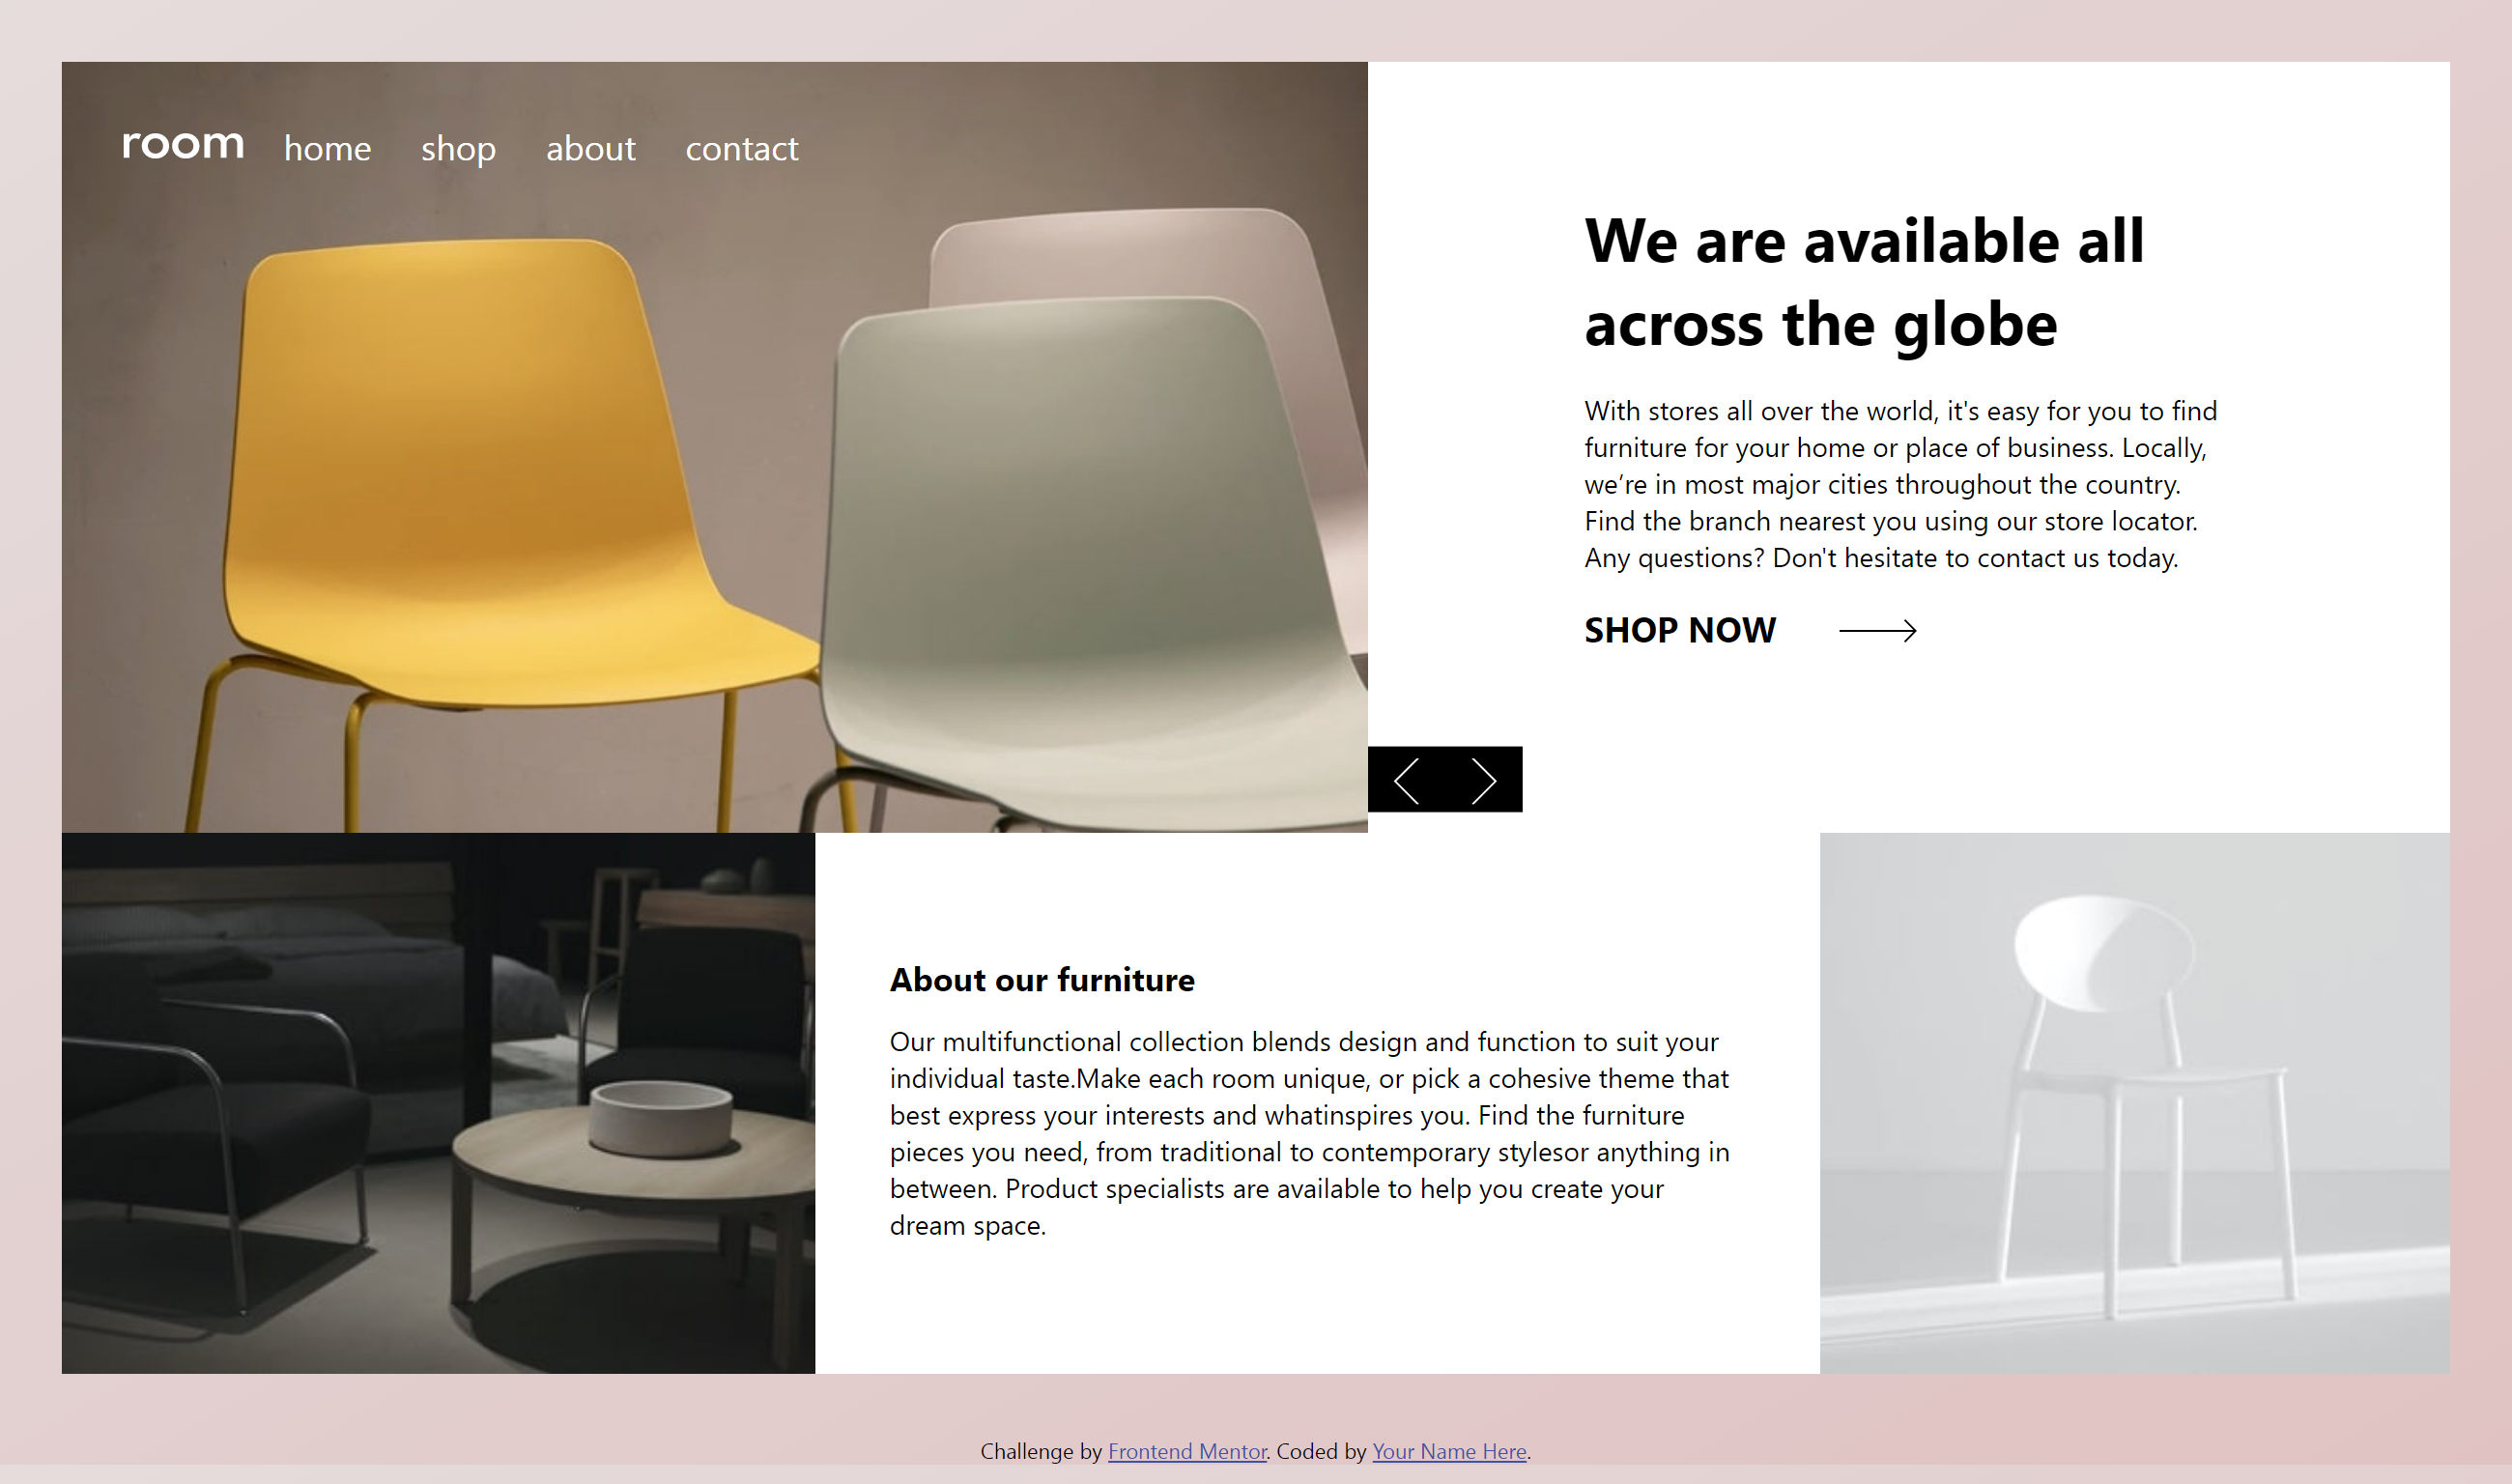 room home shop about contact
We are available all
across the globe
With stores all over the world, it's easy for you to find
furniture for your home or place of business. Locally,
we’re in most major cities throughout the country.
Find the branch nearest you using our store locator.
Any questions? Don't hesitate to contact us today.
SHOP NOW
About our furniture
Our multifunctional collection blends design and function to suit your
individual taste.Make each room unique, or pick a cohesive theme that
best express your interests and whatinspires you. Find the furniture
pieces you need, from traditional to contemporary stylesor anything in
between. Product specialists are available to help you create your
dream space.
Challenge by Frontend Mentor. Coded by Your Name Here.